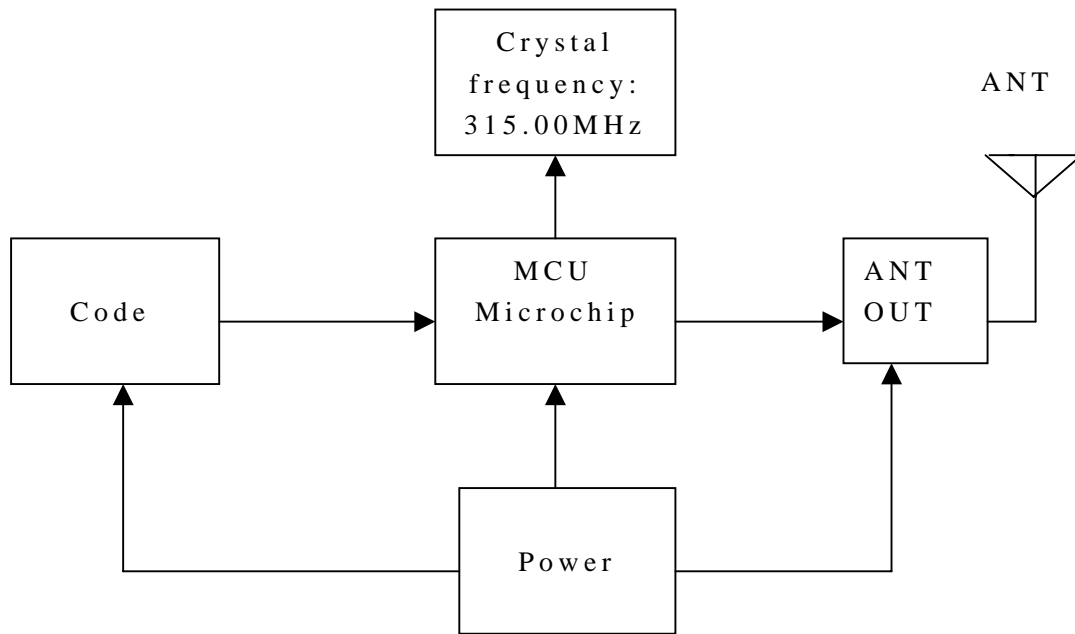 Crystal
frequency:
315.00MHz
ANT
Code
MCU
Microchip
ANT
OUT
Power